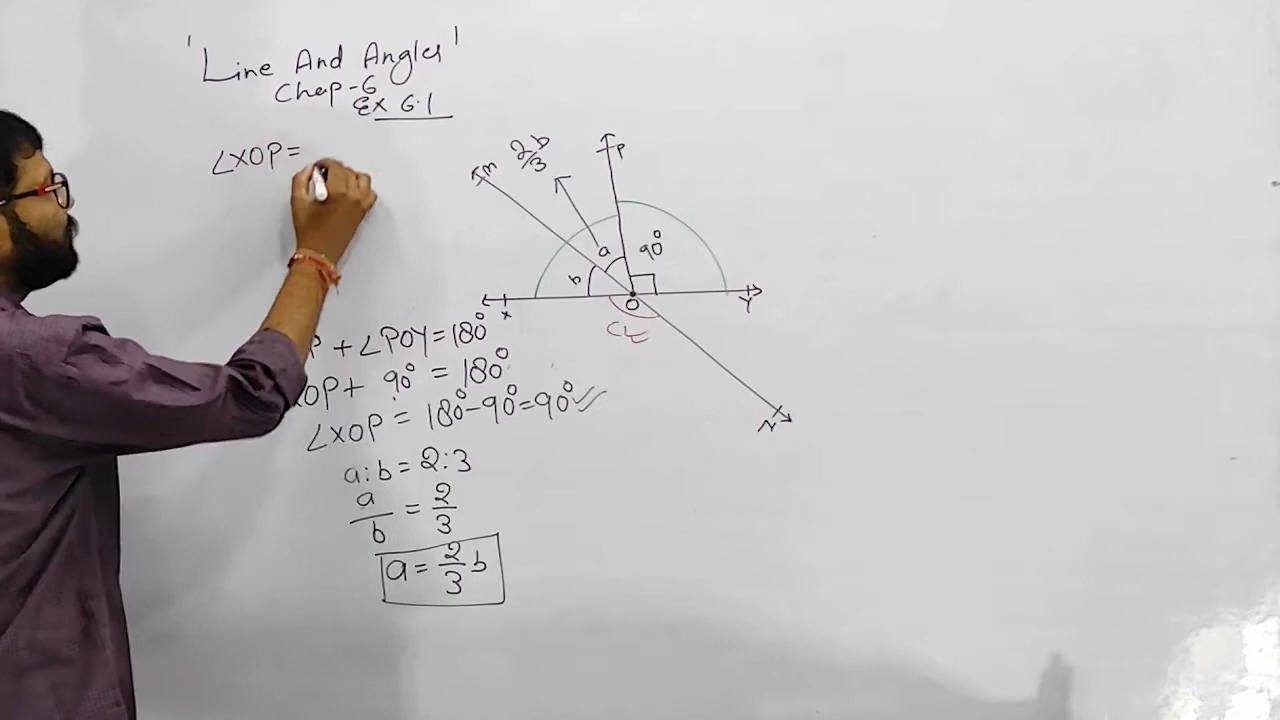 'Line And Angles'
Chap-6
Ex 6.1
∠XOP=
m
2b/3
P
a
90°
b
x
O
Y
N
P + ∠POY = 180°
XOP + 90° = 180°
∠XOP = 180° - 90° = 90°
a:b = 2:3
a/b = 2/3
a = 2/3 b